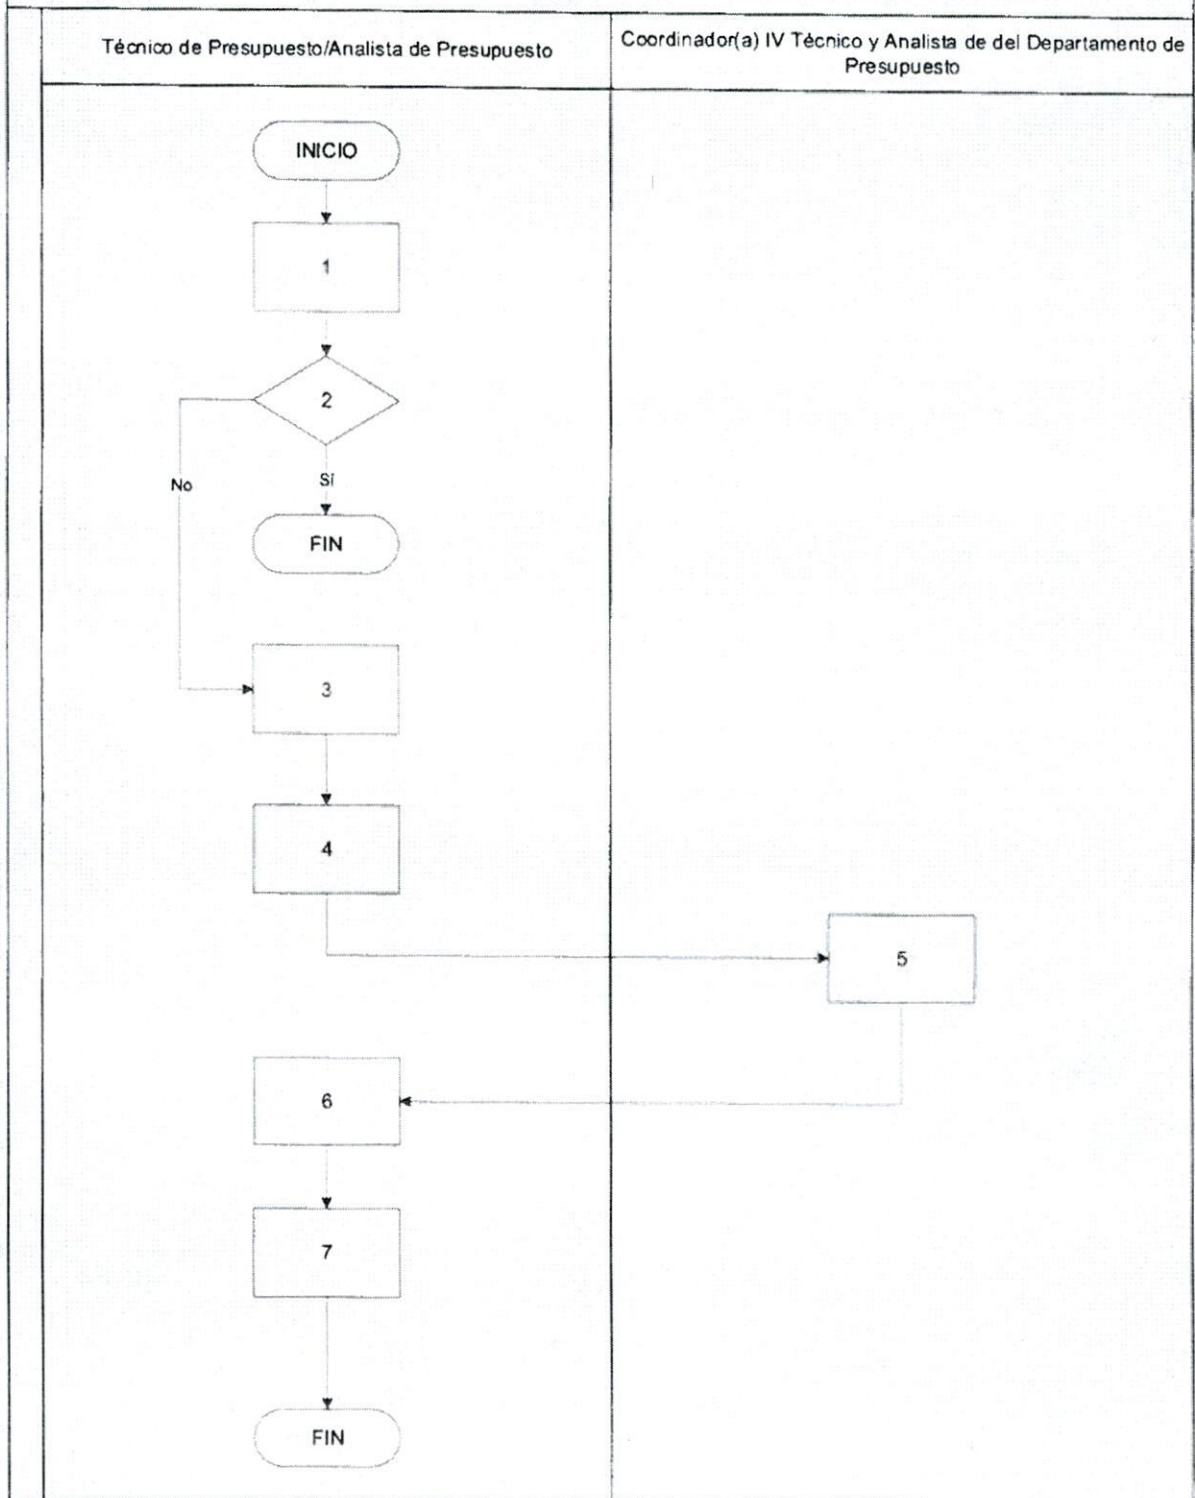 Técnico de Presupuesto/Analista de Presupuesto
Coordinador(a) IV Técnico y Analista de del Departamento de
Presupuesto
INICIO
1
2
No
Sí
FIN
3
4
5
6
7
FIN